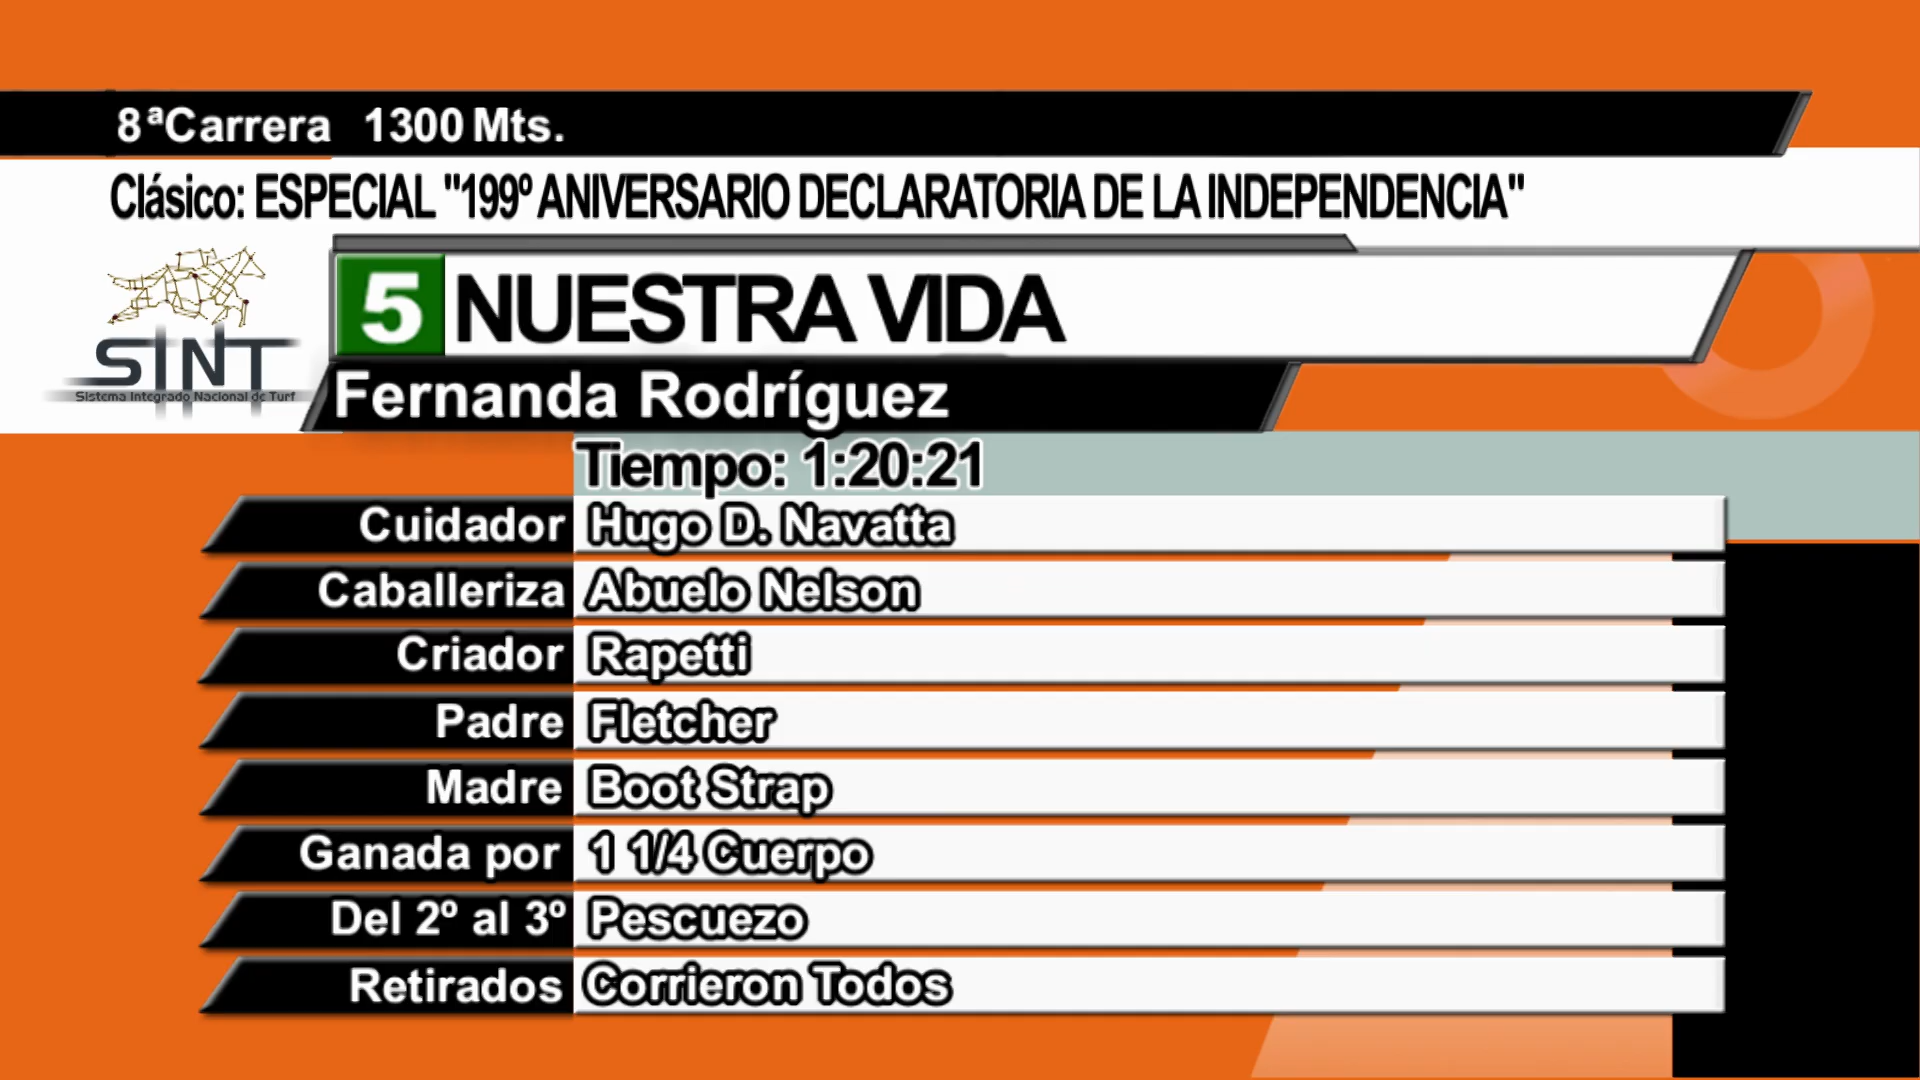 8ªCarrera 1300 Mts.
Clásico: ESPECIAL "199º ANIVERSARIO DECLARATORIA DE LA INDEPENDENCIA"
5 NUESTRA VIDA
SINT
Sistema Integrado Nacional de Turf
Fernanda Rodríguez
Tiempo: 1:20:21
Cuidador Hugo D. Navatta
Caballeriza Abuelo Nelson
Criador Rapetti
Padre Fletcher
Madre Boot Strap
Ganada por 1 1/4 Cuerpo
Del 2º al 3º Pescuezo
Retirados Corrieron Todos